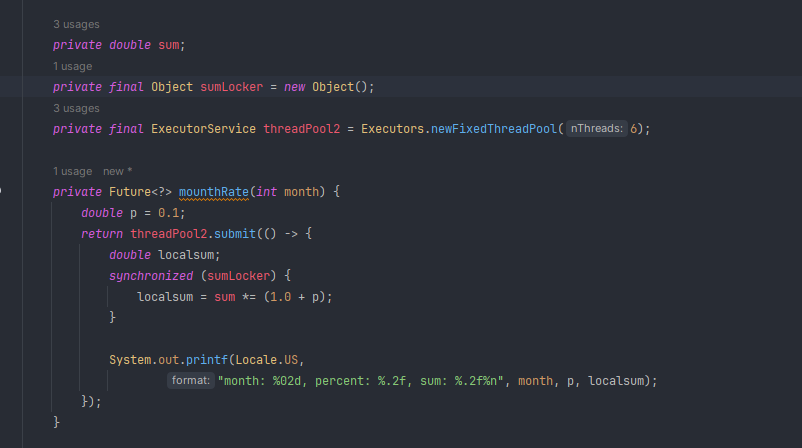 3 usages
private double sum;
1 usage
private final Object sumLocker = new Object();
3 usages
private final ExecutorService threadPool2 = Executors.newFixedThreadPool( nThreads: 6);
1 usage   new *
private Future<?> mounthRate(int month) {
    double p = 0.1;
    return threadPool2.submit(() -> {
        double localsum;
        synchronized (sumLocker) {
            localsum = sum *= (1.0 + p);
        }
        System.out.printf(Locale.US,
                format: "month: %02d, percent: %.2f, sum: %.2f%n", month, p, localsum);
    });
}